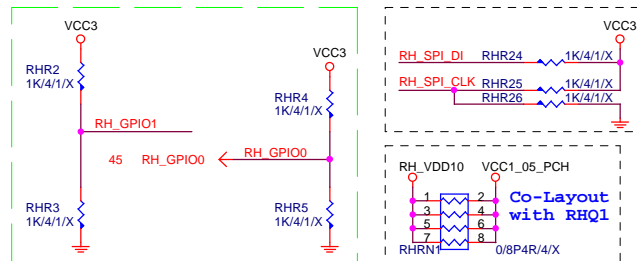 VCC3
RHR2
1K/4/1/X
RH_GPIO1
RHR3
1K/4/1/X
VCC3
RHR4
1K/4/1/X
45 RH_GPIO0 RH_GPIO0
RHR5
1K/4/1/X
VCC3
RH_SPI_DI RHR24 1K/4/1/X
RH_SPI_CLK RHR25 1K/4/1/X
RHR26 1K/4/1/X
RH_VDD10 VCC1_05_PCH
1 2
3 4
5 6
7 8
Co-Layout
with RHQ1
RHRN1 0/8P4R/4/X